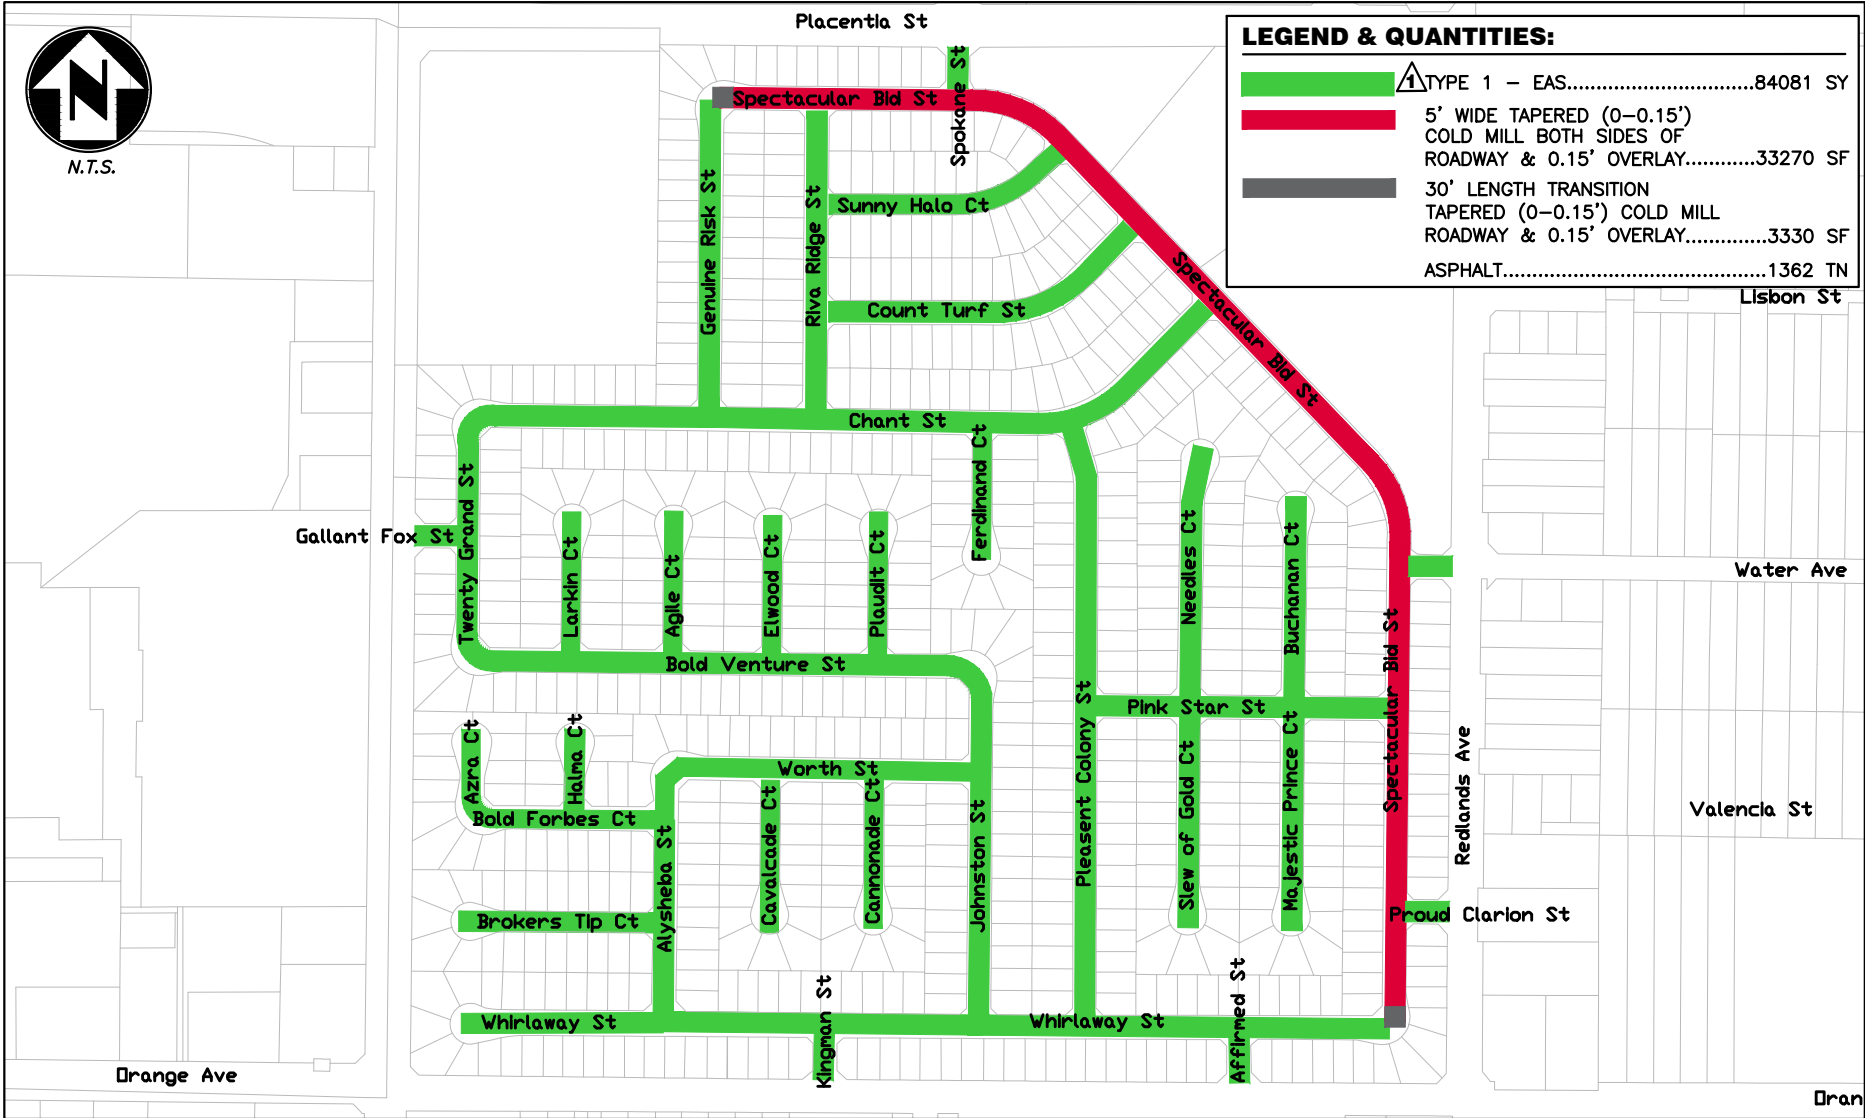 Placentia St
LEGEND & QUANTITIES:
1
TYPE 1 – EAS................................84081 SY
5' WIDE TAPERED (0–0.15')
COLD MILL BOTH SIDES OF
ROADWAY & 0.15' OVERLAY............33270 SF
30' LENGTH TRANSITION
TAPERED (0–0.15') COLD MILL
ROADWAY & 0.15' OVERLAY..............3330 SF
ASPHALT.............................................1362 TN
N
N.T.S.
Spectacular Bid St
Spokane St
Genuine Risk St
Riva Ridge St
Sunny Halo Ct
Count Turf St
Spectacular Bid St
Lisbon St
Chant St
Ferdinand Ct
Twenty Grand St
Gallant Fox St
Larkin Ct
Agile Ct
Elwood Ct
Plaudit Ct
Needles Ct
Buchanan Ct
Water Ave
Bold Venture St
Pleasent Colony St
Pink Star St
Spectacular Bid St
Azra Ct
Halma Ct
Worth St
Bold Forbes Ct
Alysheba St
Cavalcade Ct
Cannonade Ct
Johnston St
Slew of Gold Ct
Majestic Prince Ct
Redlands Ave
Valencia St
Brokers Tip Ct
Proud Clarion St
Whirlaway St
Kingman St
Whirlaway St
Affirmed St
Orange Ave
Oran